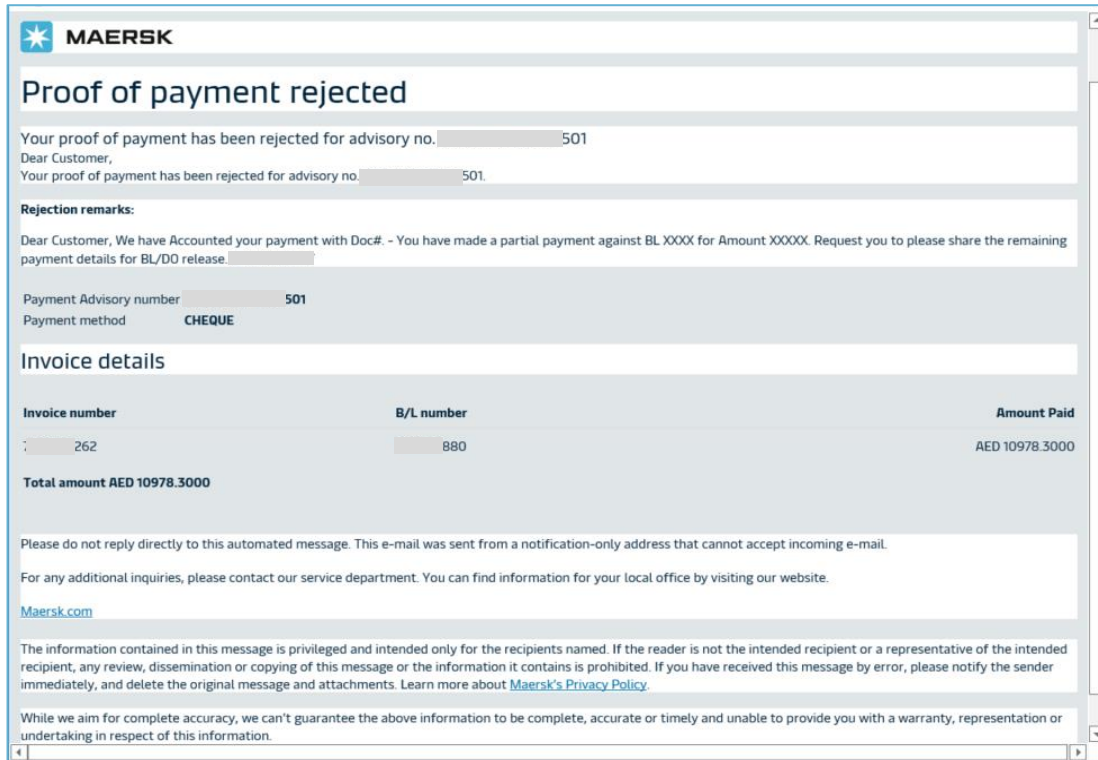 MAERSK
Proof of payment rejected
Your proof of payment has been rejected for advisory no. 501
Dear Customer,
Your proof of payment has been rejected for advisory no. 501.
Rejection remarks:
Dear Customer, We have Accounted your payment with Doc#. - You have made a partial payment against BL XXXX for Amount XXXXX. Request you to please share the remaining
payment details for BL/DO release.
Payment Advisory number 501
Payment method CHEQUE
Invoice details
Invoice number B/L number Amount Paid
262 880 AED 10978.3000
Total amount AED 10978.3000
Please do not reply directly to this automated message. This e-mail was sent from a notification-only address that cannot accept incoming e-mail.
For any additional inquiries, please contact our service department. You can find information for your local office by visiting our website.
Maersk.com
The information contained in this message is privileged and intended only for the recipients named. If the reader is not the intended recipient or a representative of the intended
recipient, any review, dissemination or copying of this message or the information it contains is prohibited. If you have received this message by error, please notify the sender
immediately, and delete the original message and attachments. Learn more about Maersk's Privacy Policy.
While we aim for complete accuracy, we can't guarantee the above information to be complete, accurate or timely and unable to provide you with a warranty, representation or
undertaking in respect of this information.